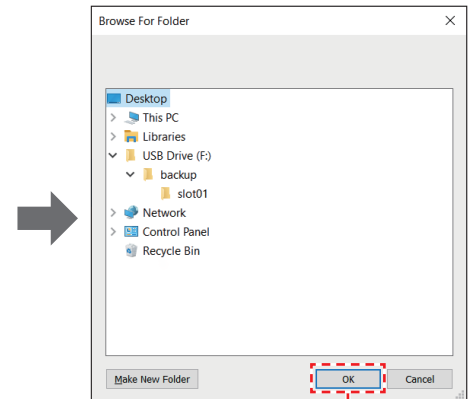 Browse For Folder
Desktop
This PC
Libraries
USB Drive (F:)
backup
slot01
Network
Control Panel
Recycle Bin
Make New Folder
OK
Cancel